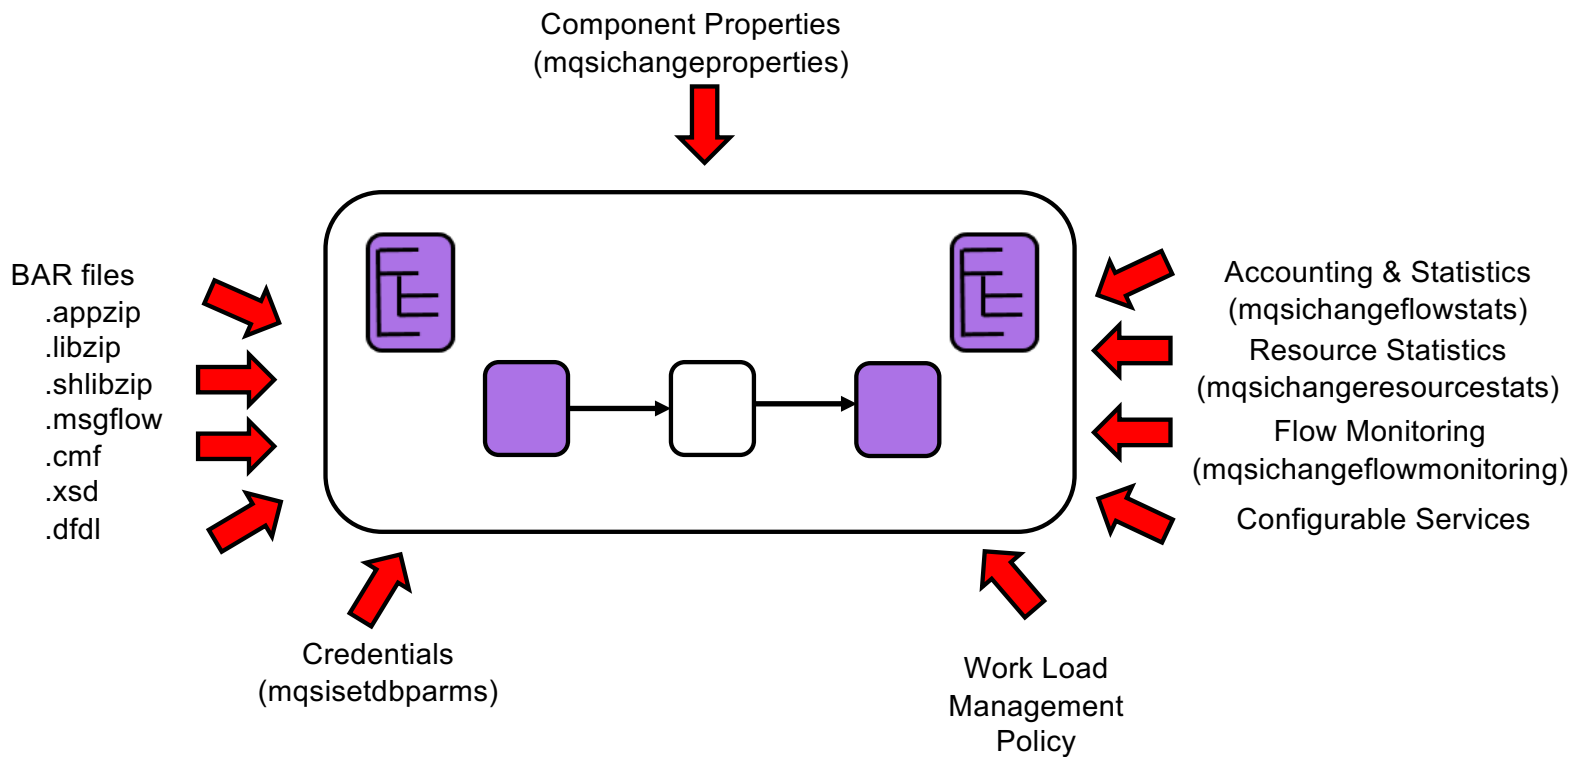 Component Properties
(mqsichangeproperties)
BAR files
.appzip
.libzip
.shlibzip
.msgflow
.cmf
.xsd
.dfdl
Accounting & Statistics
(mqsichangeflowstats)
Resource Statistics
(mqsichangeresourcestats)
Flow Monitoring
(mqsichangeflowmonitoring)
Configurable Services
Credentials
(mqsisetdbparms)
Work Load
Management
Policy